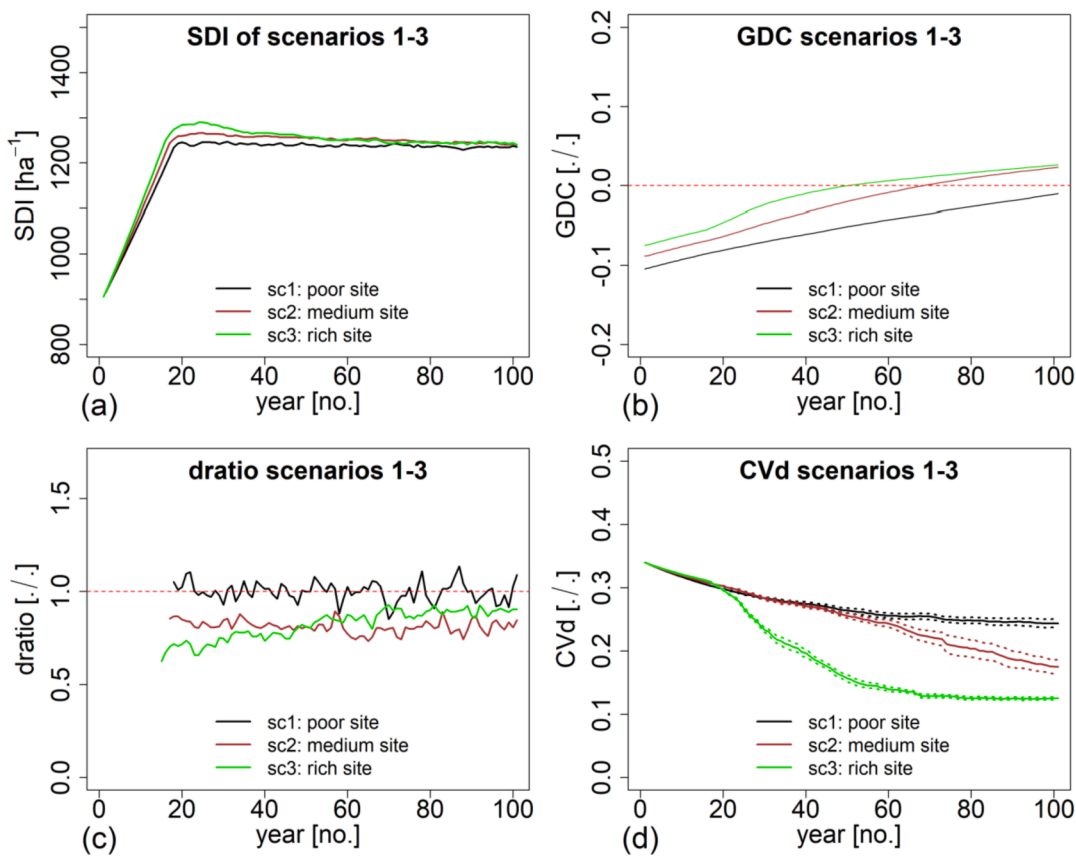 SDI of scenarios 1-3
SDI [ha⁻¹]
1400
1200
1000
800
sc1: poor site
sc2: medium site
sc3: rich site
0 20 40 60 80 100
(a) year [no.]
GDC scenarios 1-3
GDC [./.]
0.2
0.1
0.0
-0.1
-0.2
sc1: poor site
sc2: medium site
sc3: rich site
0 20 40 60 80 100
(b) year [no.]
dratio scenarios 1-3
dratio [./.]
1.5
1.0
0.5
0.0
sc1: poor site
sc2: medium site
sc3: rich site
0 20 40 60 80 100
(c) year [no.]
CVd scenarios 1-3
CVd [./.]
0.5
0.4
0.3
0.2
0.1
0.0
sc1: poor site
sc2: medium site
sc3: rich site
0 20 40 60 80 100
(d) year [no.]